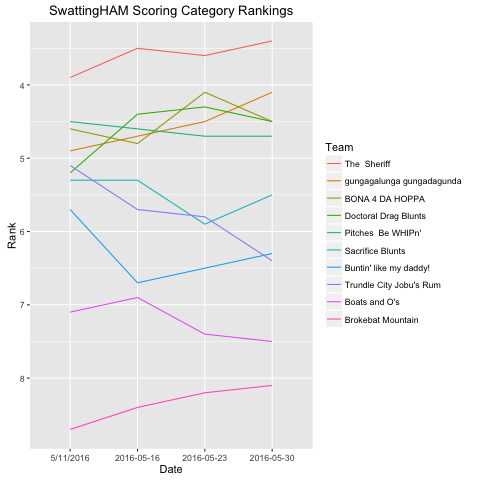 SwattingHAM Scoring Category Rankings
4
5
6
7
8
Rank
5/11/2016
2016-05-16
2016-05-23
2016-05-30
Date
Team
The  Sheriff
gungagalunga gungadagunda
BONA 4 DA HOPPA
Doctoral Drag Blunts
Pitches  Be WHIPn'
Sacrifice Blunts
Buntin' like my daddy!
Trundle City Jobu's Rum
Boats and O's
Brokebat Mountain